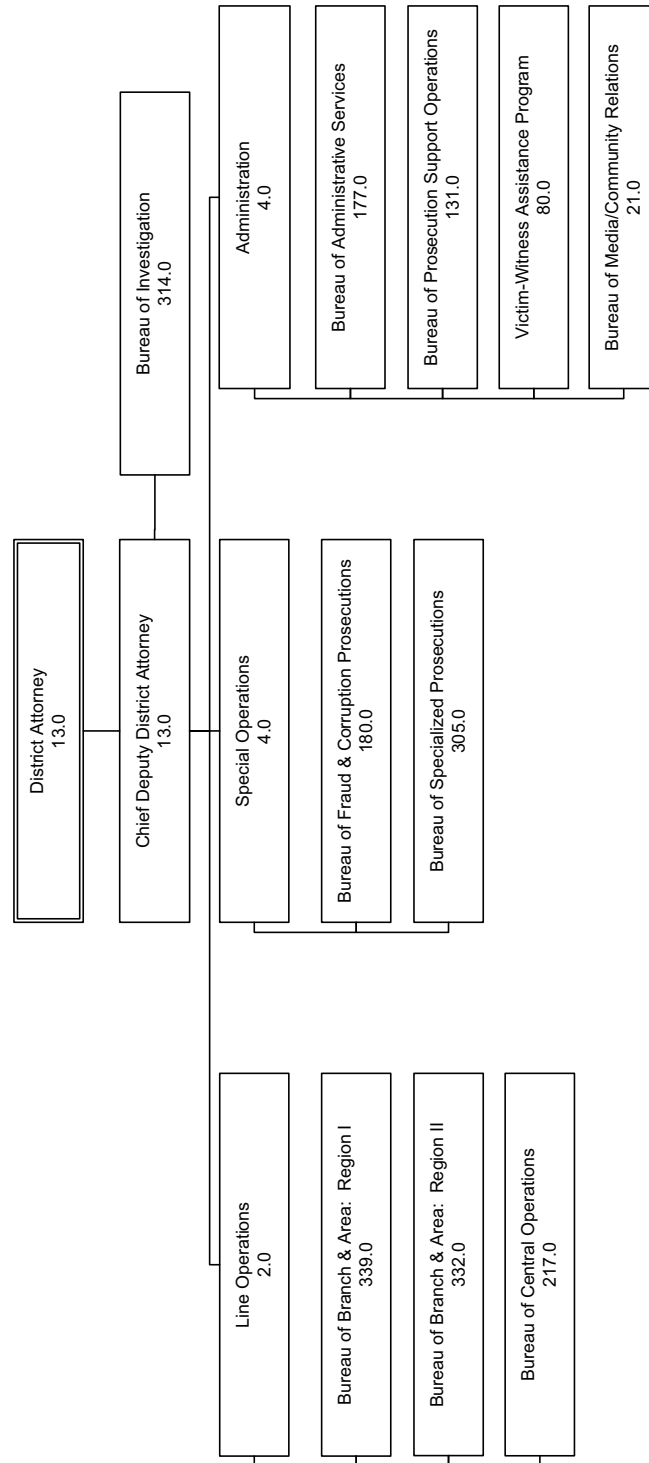 District Attorney
13.0
Chief Deputy District Attorney
13.0
Bureau of Investigation
314.0
Line Operations
2.0
Bureau of Branch & Area: Region I
339.0
Bureau of Branch & Area: Region II
332.0
Bureau of Central Operations
217.0
Special Operations
4.0
Bureau of Fraud & Corruption Prosecutions
180.0
Bureau of Specialized Prosecutions
305.0
Administration
4.0
Bureau of Administrative Services
177.0
Bureau of Prosecution Support Operations
131.0
Victim-Witness Assistance Program
80.0
Bureau of Media/Community Relations
21.0